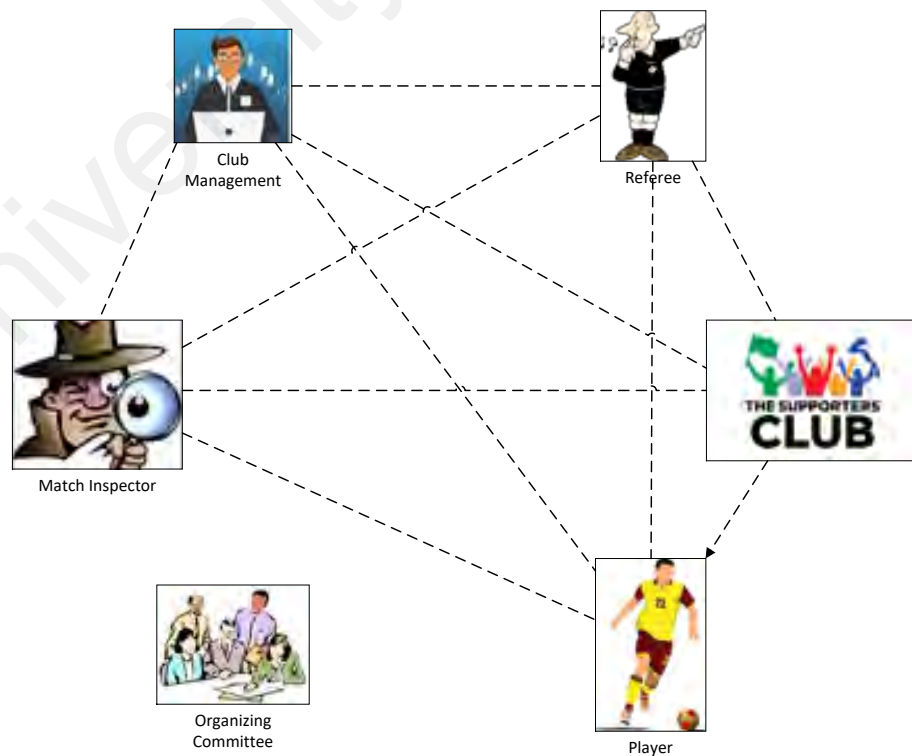 Club
Management
Referee
THE SUPPORTERS
CLUB
Match Inspector
Organizing
Committee
Player